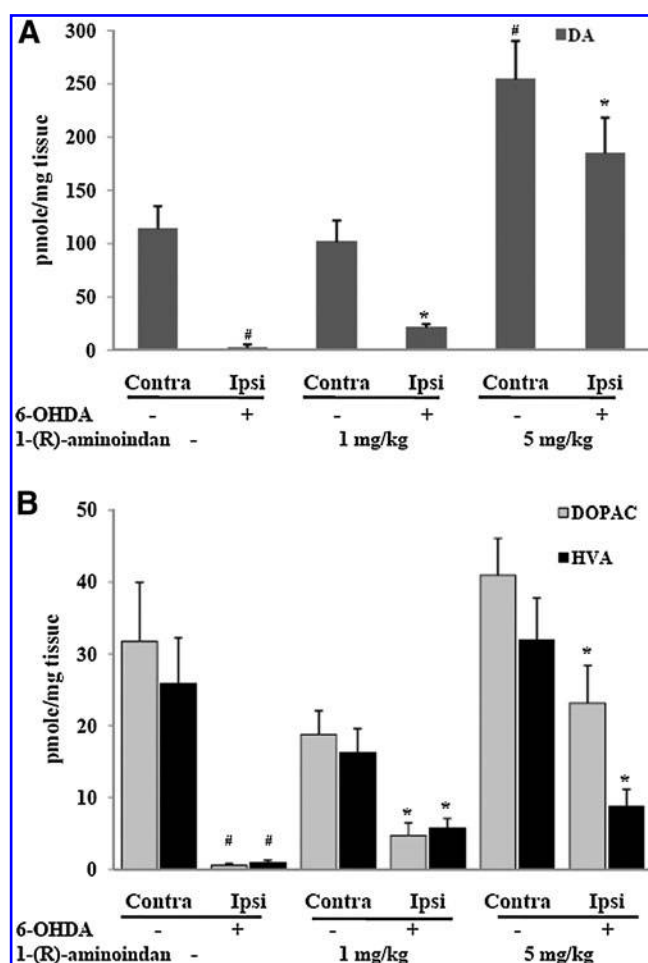 A
300
# DA
250
*
200
pmole/mg tissue
150
100
50
# *
0
Contra Ipsi Contra Ipsi Contra Ipsi
6-OHDA - + - + - +
1-(R)-aminoindan - 1 mg/kg 5 mg/kg
B
50
DOPAC
HVA
40
pmole/mg tissue
30
*
20
10
# # * * *
0
Contra Ipsi Contra Ipsi Contra Ipsi
6-OHDA - + - + - +
1-(R)-aminoindan - 1 mg/kg 5 mg/kg